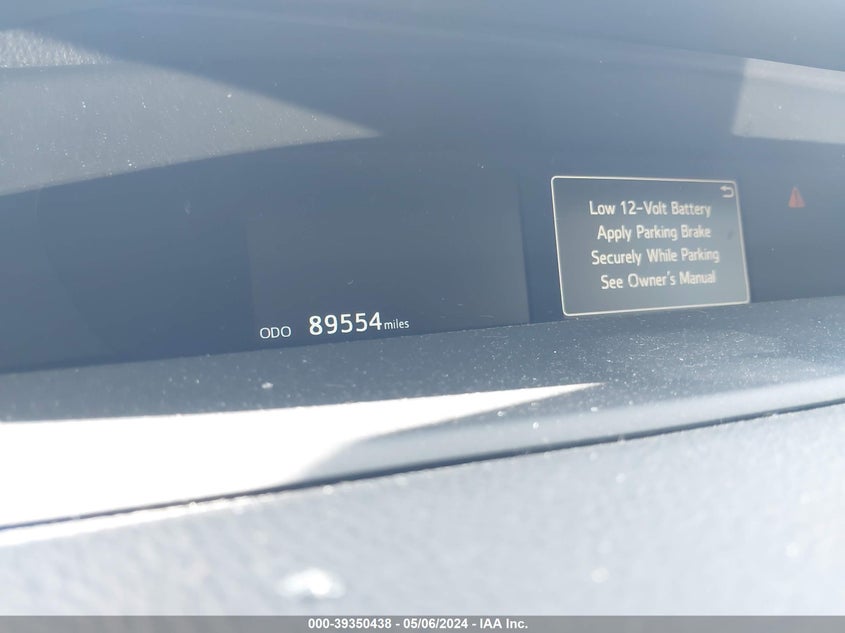 Low 12-Volt Battery
Apply Parking Brake
Securely While Parking
See Owner's Manual
ODO 89554 miles
000-39350438 - 05/06/2024 - IAA Inc.